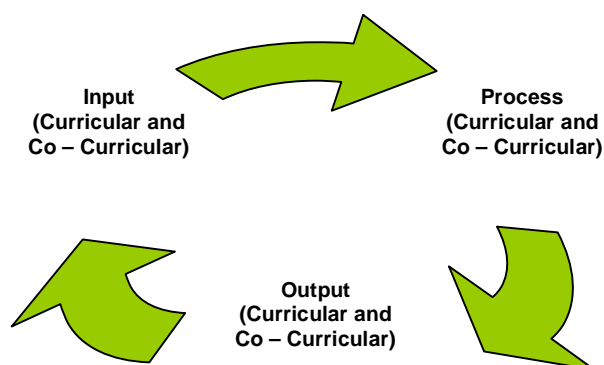 Input
(Curricular and
Co – Curricular)
Process
(Curricular and
Co – Curricular)
Output
(Curricular and
Co – Curricular)